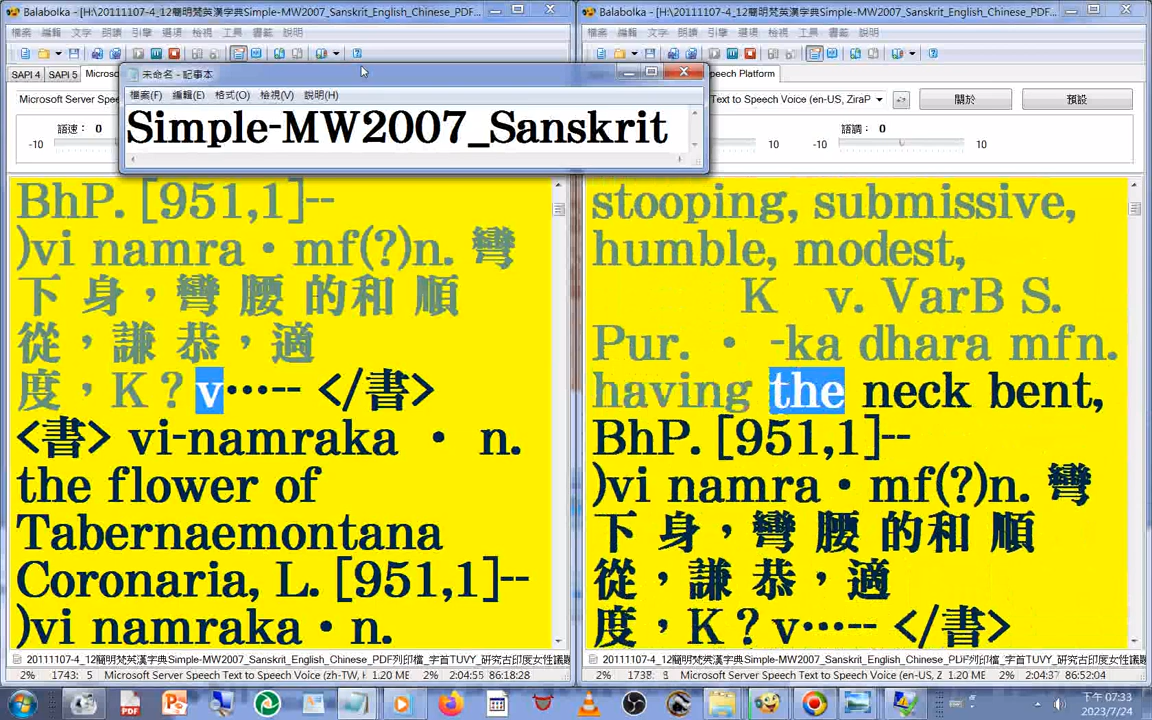 Balabolka - [H:\20111107-4_12簡明梵英漢字典Simple-MW2007_Sanskrit_English_Chinese_PDF...
檔案 編輯 文字 朗讀 引擎 選項 檢視 工具 書籤 說明
SAPI 4 SAPI 5 Micros
Microsoft Server Speech
語速： 0
-10
未命名 - 記事本
檔案(F) 編輯(E) 格式(O) 檢視(V) 說明(H)
Simple-MW2007_Sanskrit
BhP. [951,1]--
)vi namra・mf(?)n. 彎
下 身，彎 腰 的和 順
從，謙 恭，適
度，K？v…-- </書>
<書> vi-namraka ・ n.
the flower of
Tabernaemontana
Coronaria, L. [951,1]--
)vi namraka・n.
20111107-4_12簡明梵英漢字典Simple-MW2007_Sanskrit_English_Chinese_PDF列印檔_字首TUVY_研究古印度女性議題
2% 1743: 5 Microsoft Server Speech Text to Speech Voice (zh-TW, H 1.20 ME 2% 2:04:55 86:18:28
Balabolka - [H:\20111107-4_12簡明梵英漢字典Simple-MW2007_Sanskrit_English_Chinese_PDF...
檔案 編輯 文字 朗讀 引擎 選項 檢視 工具 書籤 說明
peech Platform
Text to Speech Voice (en-US, ZiraP 關於 預設
10
語調： 0
-10 10
stooping, submissive,
humble, modest,
K v. VarB S.
Pur. ・ -ka dhara mfn.
having the neck bent,
BhP. [951,1]--
)vi namra・mf(?)n. 彎
下 身，彎 腰 的和 順
從，謙 恭，適
度，K？v…-- </書>
20111107-4_12簡明梵英漢字典Simple-MW2007_Sanskrit_English_Chinese_PDF列印檔_字首TUVY_研究古印度女性議題
2% 1738: Microsoft Server Speech Text to Speech Voice (en-US, Z 1.20 ME 2% 2:04:55 86:52:04
下午 07:33
2023/7/24